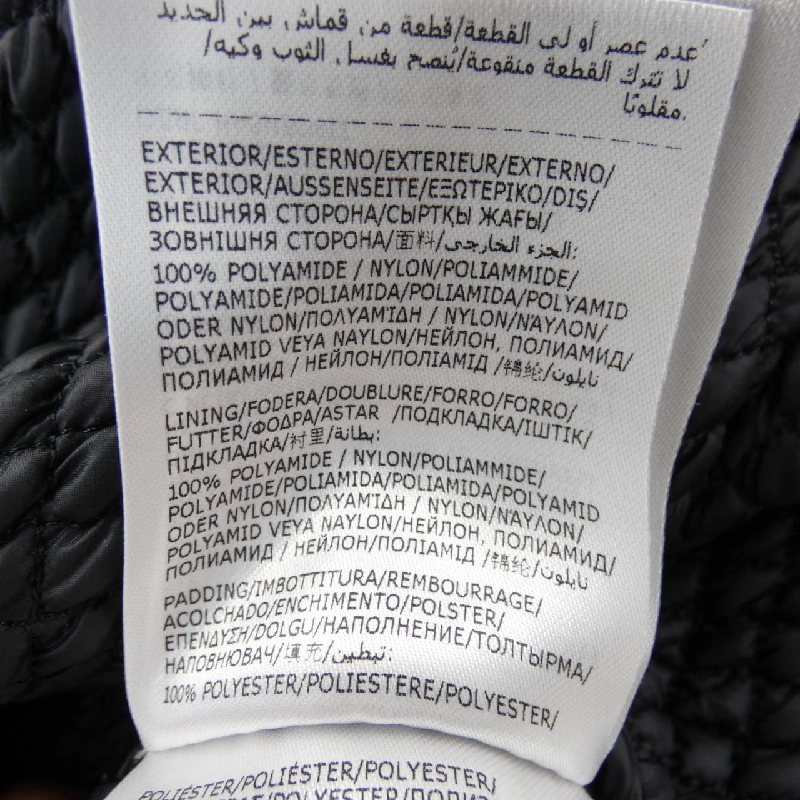 عدم عصر أو لي القطعة/قطعة من قماش بين الحديد
لا تترك القطعة منقوعة/يُنصح بغسل الثوب وكيه/
مقلوبًا.
EXTERIOR/ESTERNO/EXTERIEUR/EXTERNO/
EXTERIOR/AUSSENSEITE/ΕΞΩΤΕΡΙΚΟ/DIŞ/
ВНЕШНЯЯ СТОРОНА/СЫРТҚЫ ЖАҒЫ/
ЗОВНІШНЯ СТОРОНА/面料/الجزء الخارجي:
100% POLYAMIDE / NYLON/POLIAMMIDE/
POLYAMIDE/POLIAMIDA/POLIAMIDA/POLYAMID
ODER NYLON/ΠΟΛΥΑΜΊΔΗ / NYLON/ΝΆΥΛΟΝ/
POLYAMID VEYA NAYLON/НЕЙЛОН, ПОЛИАМИД/
ПОЛИАМИД / НЕЙЛОН/ПОЛІАМІД /锦纶/نايلون/
LINING/FODERA/DOUBLURE/FORRO/FORRO/
FUTTER/ΦΟΔΡΑ/ASTAR /ПОДКЛАДКА/ІШТІК/
ПІДКЛАДКА/衬里/بطانة:
100% POLYAMIDE / NYLON/POLIAMMIDE/
POLYAMIDE/POLIAMIDA/POLIAMIDA/POLYAMID
ODER NYLON/ΠΟΛΥΑΜΊΔΗ / NYLON/ΝΆΥΛΟΝ/
POLYAMID VEYA NAYLON/НЕЙЛОН, ПОЛИАМИД/
ПОЛИАМИД / НЕЙЛОН/ПОЛІАМІД /锦纶/نايلون/
PADDING/IMBOTTITURA/REMBOURRAGE/
ACOLCHADO/ENCHIMENTO/POLSTER/
ΕΠΕΝΔΥΣΗ/DOLGU/НАПОЛНЕНИЕ/ТОЛТЫРМА/
НАПОВНЮВАЧ/填充/تبطين:
100% POLYESTER/POLIESTERE/POLYESTER/
POLIÉSTER/POLIÉSTER/POLYESTER/